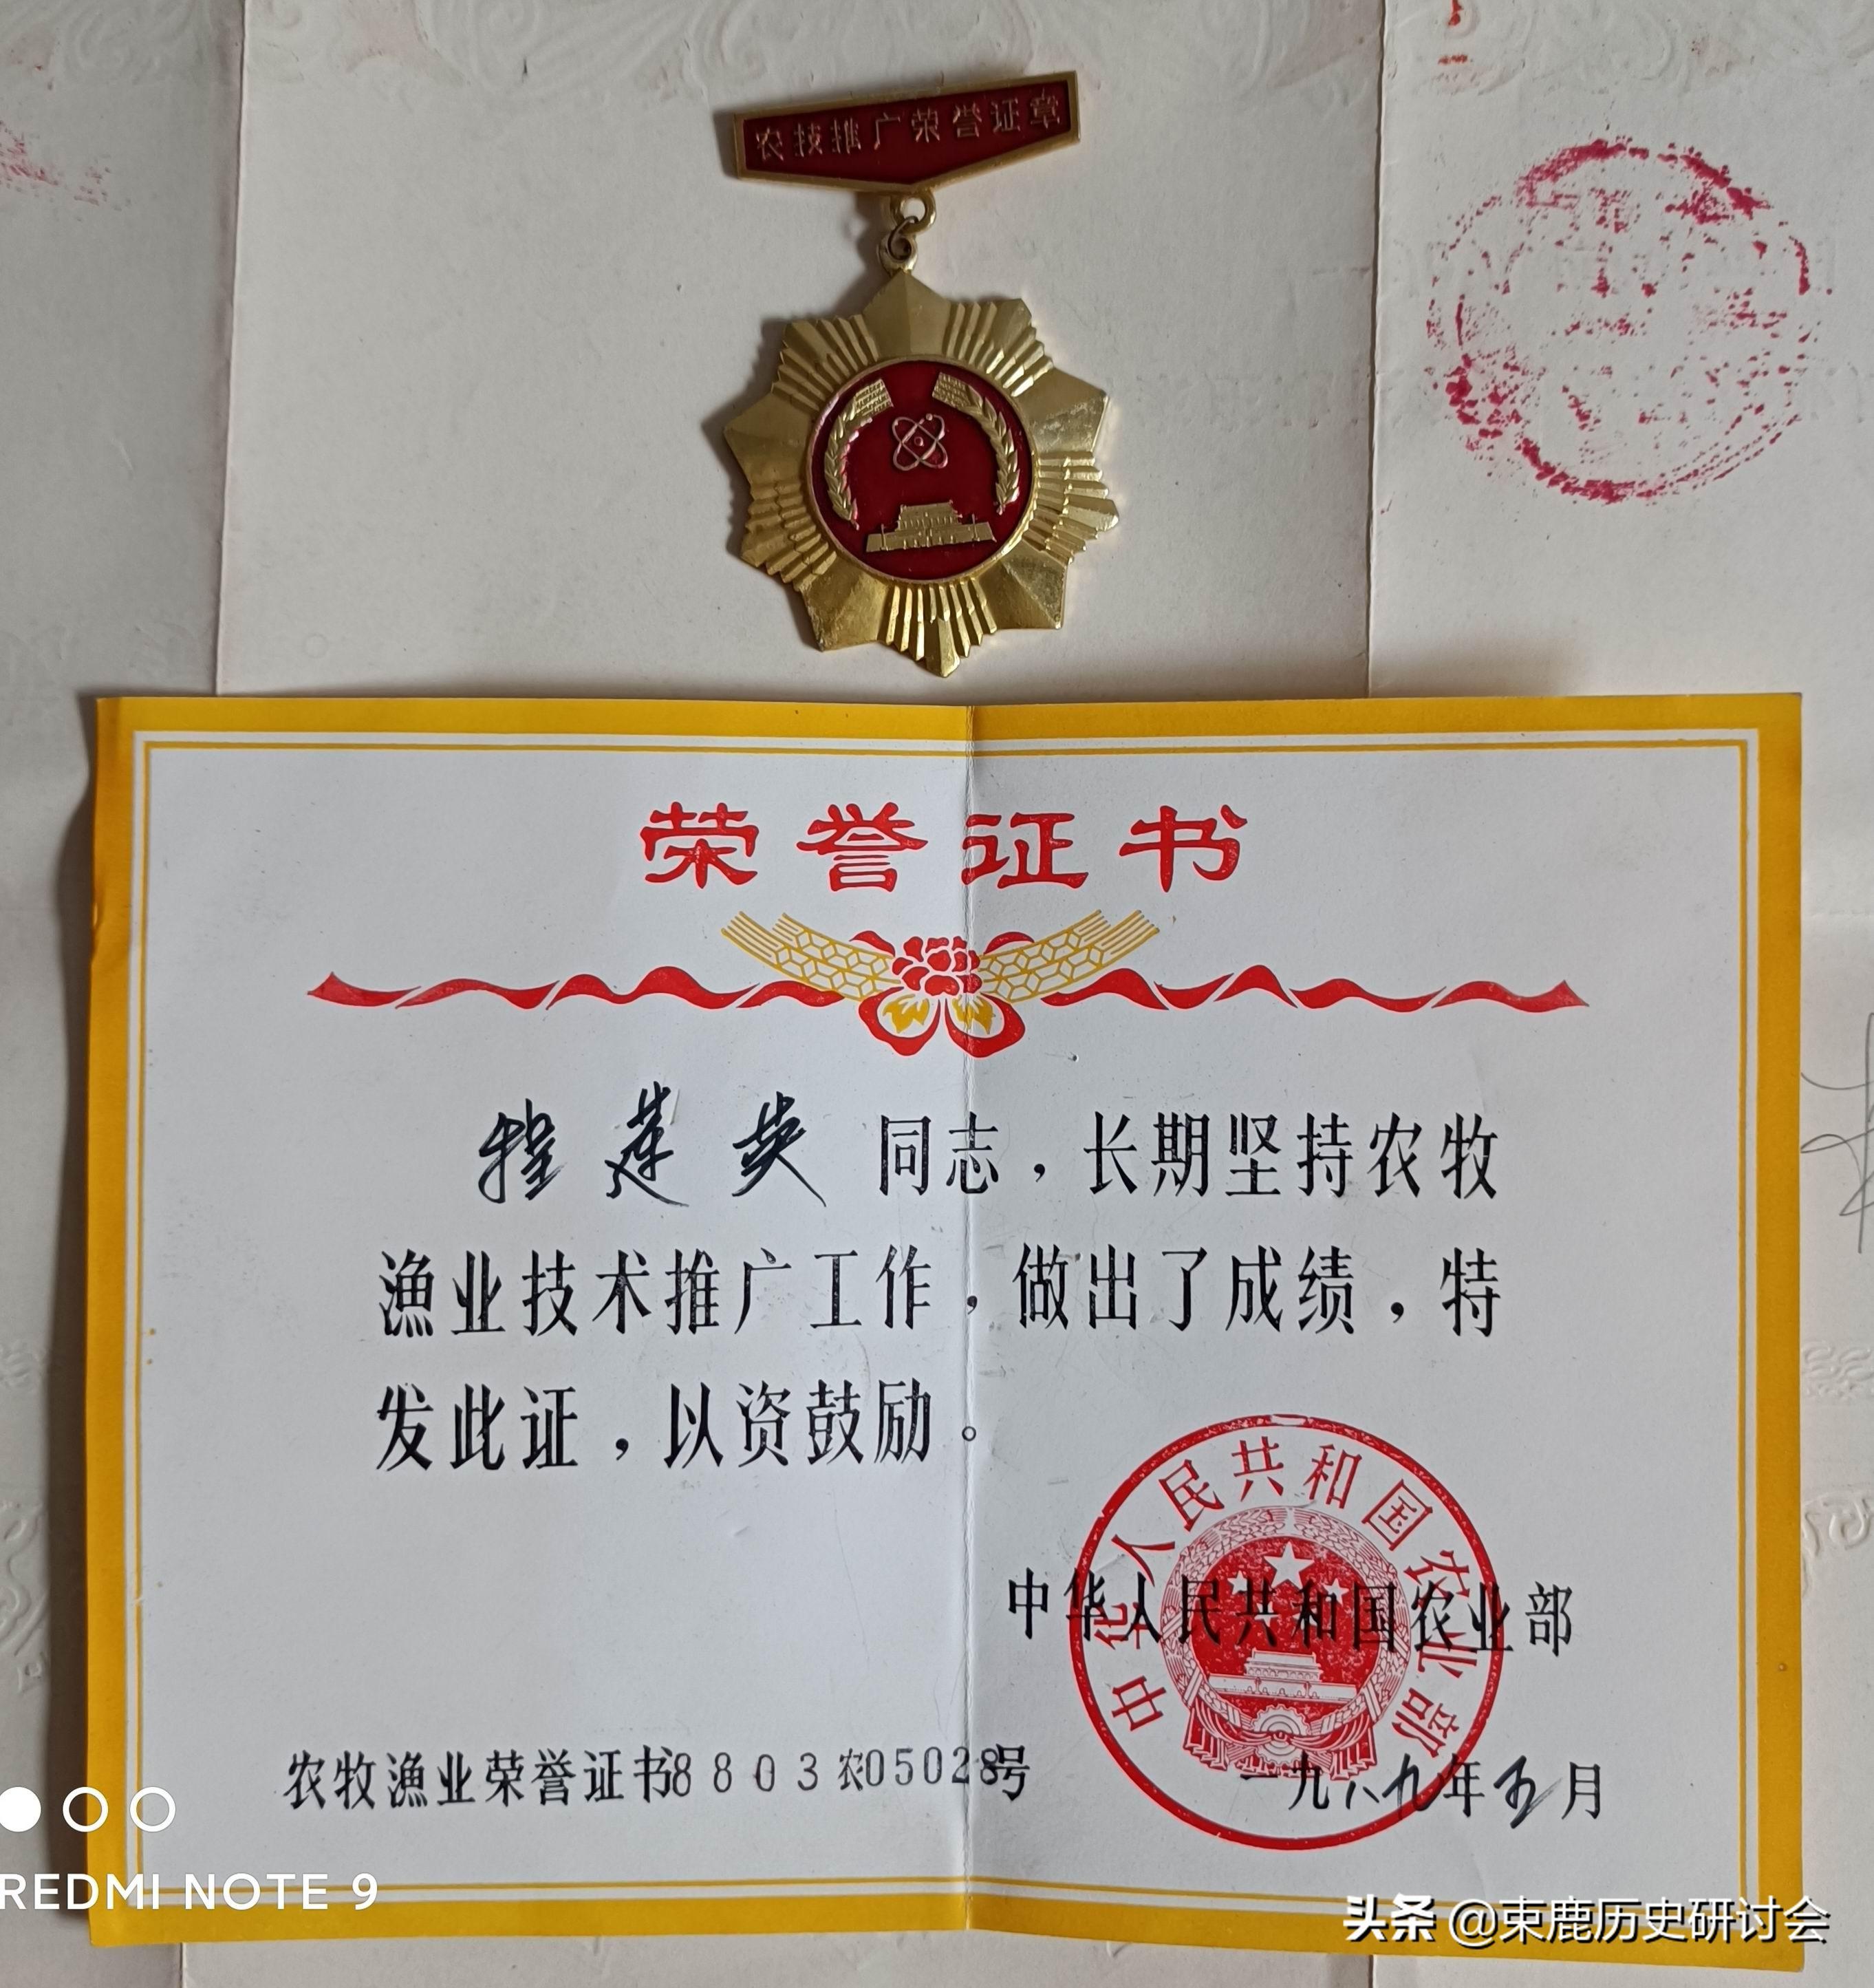 农技推广荣誉证章
荣誉证书
程莲英同志，长期坚持农牧
渔业技术推广工作，做出了成绩，特
发此证，以资鼓励。
中华人民共和国农业部
中华人民共和国农业部
农牧渔业荣誉证书8803农05028号
一九八九年五月
REDMI NOTE 9
头条 @束鹿历史研讨会